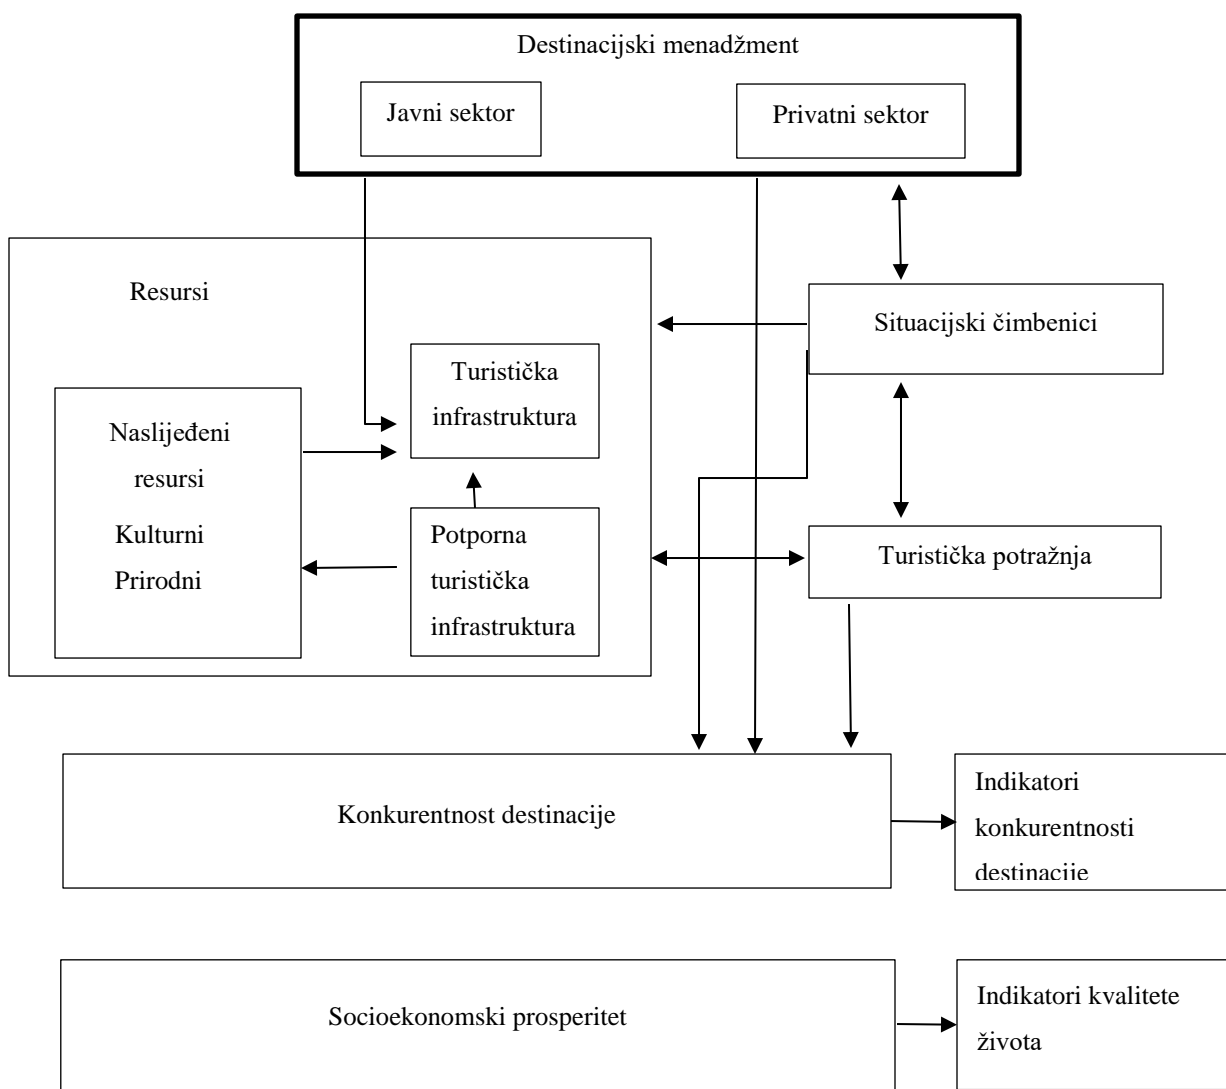 Destinacijski menadžment
Javni sektor
Privatni sektor
Resursi
Situacijski čimbenici
Turistička
infrastruktura
Naslijeđeni
resursi
Kulturni
Prirodni
Potporna
turistička
infrastruktura
Turistička potražnja
Konkurentnost destinacije
Indikatori
konkurentnosti
destinacije
Socioekonomski prosperitet
Indikatori kvalitete
života